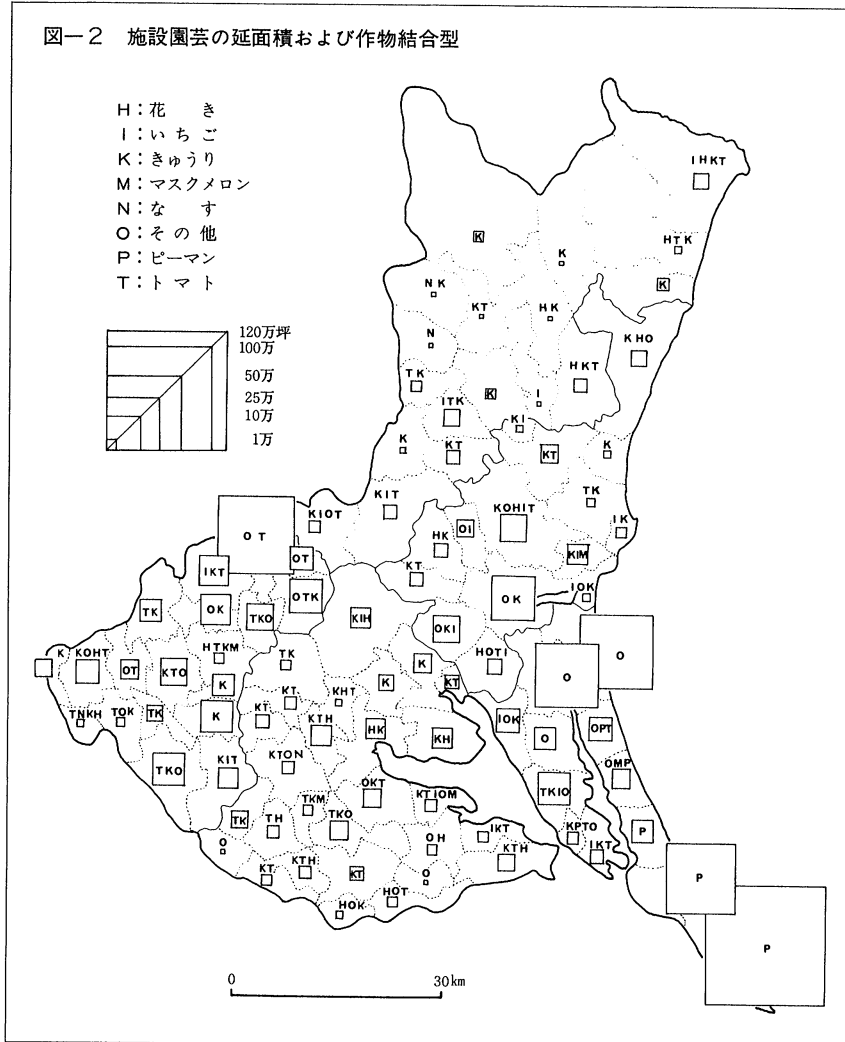 図―2 施設園芸の延面積および作物結合型
H:花き
I:いちご
K:きゅうり
M:マスクメロン
N:なす
O:その他
P:ピーマン
T:トマト
120万坪
100万
50万
25万
10万
1万
IHKT
K
HTK
K
K
NK
KT
HK
N
KHO
TK
HKT
K
I
ITK
KI
K
KT
KT
K
TK
KIT
KOHIT
IK
KIOT
OT
OI
HK
KIM
OT
IKT
KT
IOK
OTK
OK
TK
OK
TKO
KIH
OKI
HOTI
O
O
K
KOHT
HTKM
TK
OT
KTO
K
K
KT
K
TNKH
TOK
TK
K
KT
KT
KHT
KTH
HK
KH
IOK
O
OPT
TKO
KIT
KTON
OKT
OMP
TKIO
TK
TH
TKM
TKO
KTIOM
IKT
KPTO
P
O
OH
KTH
IKT
KT
KTH
KT
O
HOK
HOT
P
P
0
30km